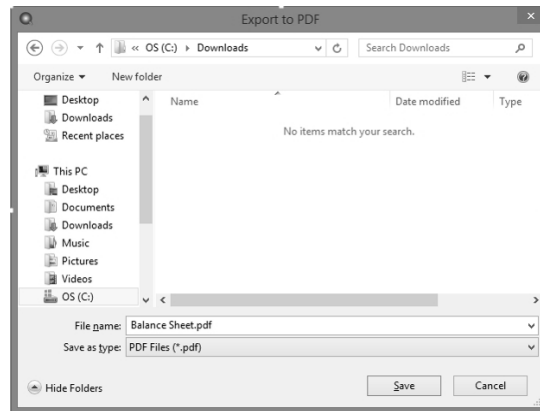 Export to PDF
« OS (C:) Downloads Search Downloads
Organize New folder
Name Date modified Type
No items match your search.
Desktop
Downloads
Recent places
This PC
Desktop
Documents
Downloads
Music
Pictures
Videos
OS (C:)
File name: Balance Sheet.pdf
Save as type: PDF Files (*.pdf)
Hide Folders Save Cancel